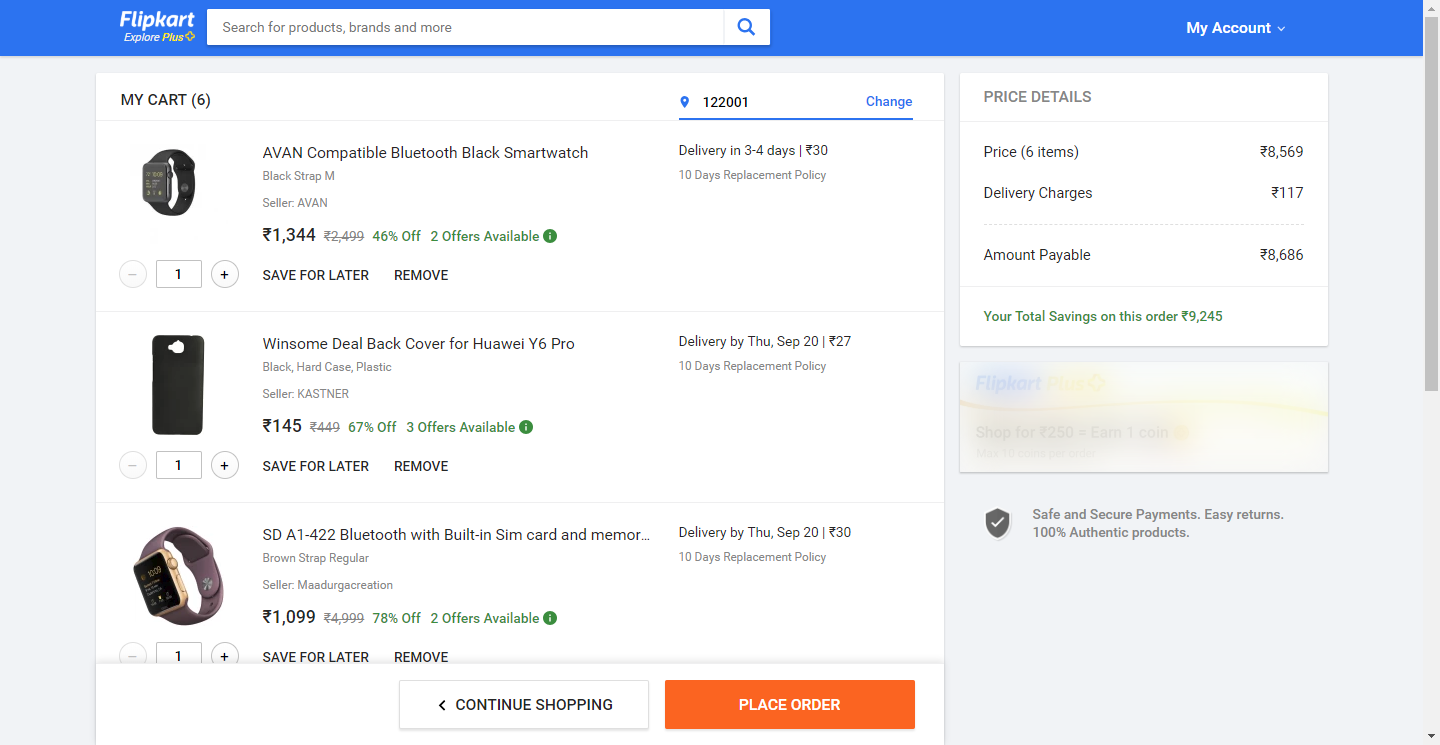 Flipkart
Explore Plus
Search for products, brands and more
My Account
MY CART (6)
122001
Change
AVAN Compatible Bluetooth Black Smartwatch
Black Strap M
Seller: AVAN
₹1,344 ₹2,499 46% Off 2 Offers Available
Delivery in 3-4 days | ₹30
10 Days Replacement Policy
− 1 +
SAVE FOR LATER REMOVE
Winsome Deal Back Cover for Huawei Y6 Pro
Black, Hard Case, Plastic
Seller: KASTNER
₹145 ₹449 67% Off 3 Offers Available
Delivery by Thu, Sep 20 | ₹27
10 Days Replacement Policy
− 1 +
SAVE FOR LATER REMOVE
SD A1-422 Bluetooth with Built-in Sim card and memor...
Brown Strap Regular
Seller: Maadurgacreation
₹1,099 ₹4,999 78% Off 2 Offers Available
Delivery by Thu, Sep 20 | ₹30
10 Days Replacement Policy
− 1 +
SAVE FOR LATER REMOVE
CONTINUE SHOPPING
PLACE ORDER
PRICE DETAILS
Price (6 items) ₹8,569
Delivery Charges ₹117
Amount Payable ₹8,686
Your Total Savings on this order ₹9,245
Flipkart Plus
Shop for ₹250 = Earn 1 coin
Max 10 coins per order
Safe and Secure Payments. Easy returns.
100% Authentic products.